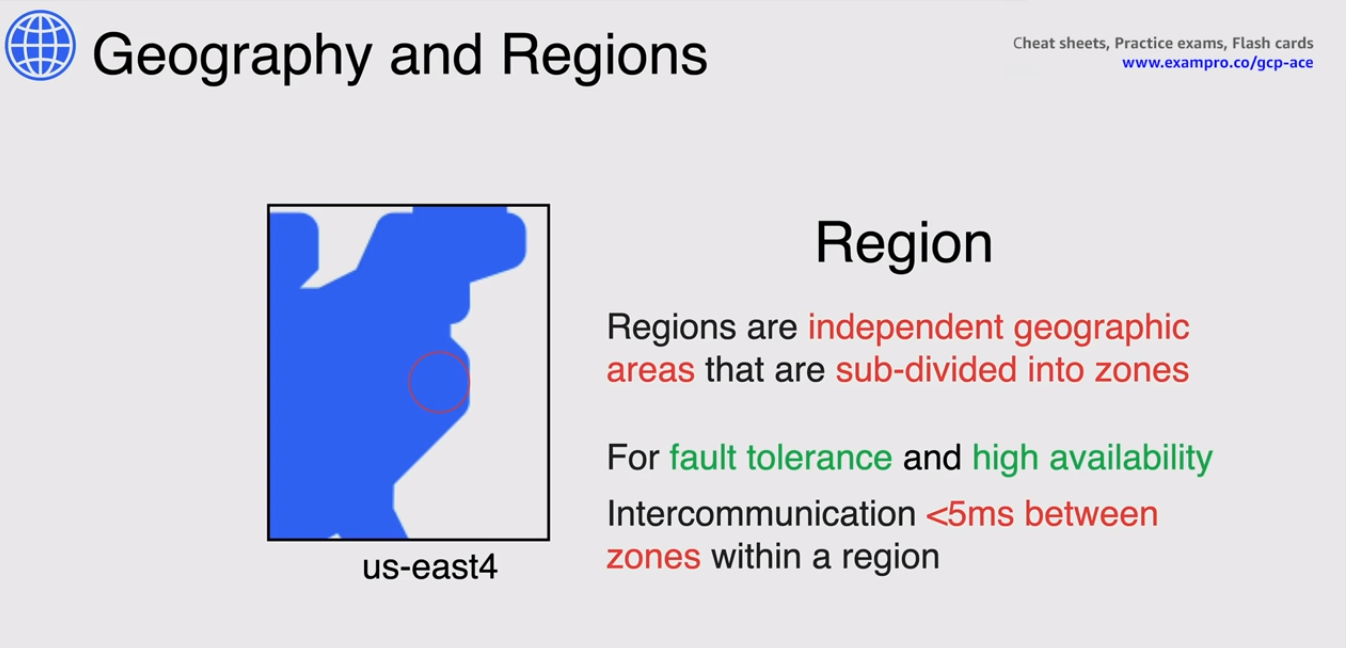 Geography and Regions
Cheat sheets, Practice exams, Flash cards
www.exampro.co/gcp-ace
Region
Regions are independent geographic
areas that are sub-divided into zones
For fault tolerance and high availability
Intercommunication <5ms between
zones within a region
us-east4